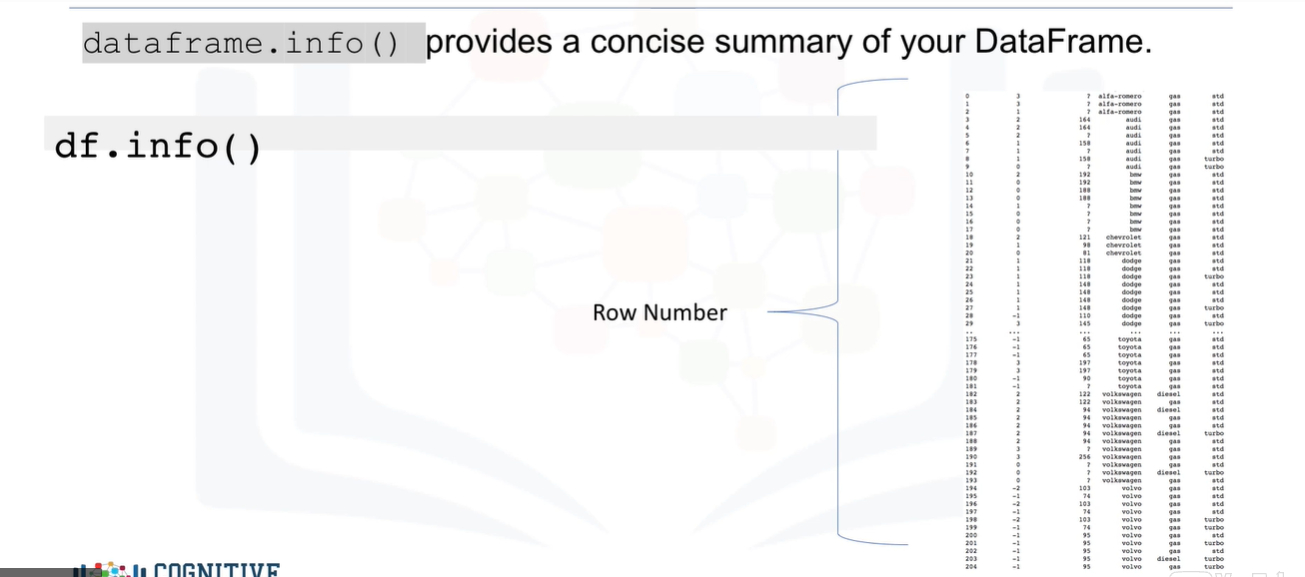 dataframe.info() provides a concise summary of your DataFrame.
df.info()
Row Number
0 3 ? alfa-romero gas std
1 3 ? alfa-romero gas std
2 1 ? alfa-romero gas std
3 2 164 audi gas std
4 2 164 audi gas std
5 2 ? audi gas std
6 1 158 audi gas std
7 1 ? audi gas std
8 1 158 audi gas turbo
9 0 ? audi gas turbo
10 2 192 bmw gas std
11 0 192 bmw gas std
12 0 188 bmw gas std
13 0 188 bmw gas std
14 1 ? bmw gas std
15 0 ? bmw gas std
16 0 ? bmw gas std
17 0 ? bmw gas std
18 2 121 chevrolet gas std
19 1 98 chevrolet gas std
20 0 81 chevrolet gas std
21 1 118 dodge gas std
22 1 118 dodge gas std
23 1 118 dodge gas turbo
24 1 148 dodge gas std
25 1 148 dodge gas std
26 1 148 dodge gas std
27 1 148 dodge gas turbo
28 -1 110 dodge gas std
29 3 145 dodge gas turbo
.. ... ... ... ... ...
175 -1 65 toyota gas std
176 -1 65 toyota gas std
177 -1 65 toyota gas std
178 3 197 toyota gas std
179 3 197 toyota gas std
180 -1 90 toyota gas std
181 -1 ? toyota gas std
182 2 122 volkswagen diesel std
183 2 122 volkswagen gas std
184 2 94 volkswagen diesel std
185 2 94 volkswagen gas std
186 2 94 volkswagen gas std
187 2 94 volkswagen diesel turbo
188 2 94 volkswagen gas std
189 3 ? volkswagen gas std
190 3 256 volkswagen gas std
191 0 ? volkswagen gas std
192 0 ? volkswagen diesel turbo
193 0 ? volkswagen gas std
194 -2 103 volvo gas std
195 -1 74 volvo gas std
196 -2 103 volvo gas std
197 -1 74 volvo gas std
198 -2 103 volvo gas turbo
199 -1 74 volvo gas turbo
200 -1 95 volvo gas std
201 -1 95 volvo gas turbo
202 -1 95 volvo gas std
203 -1 95 volvo diesel turbo
204 -1 95 volvo gas turbo
COGNITIVE